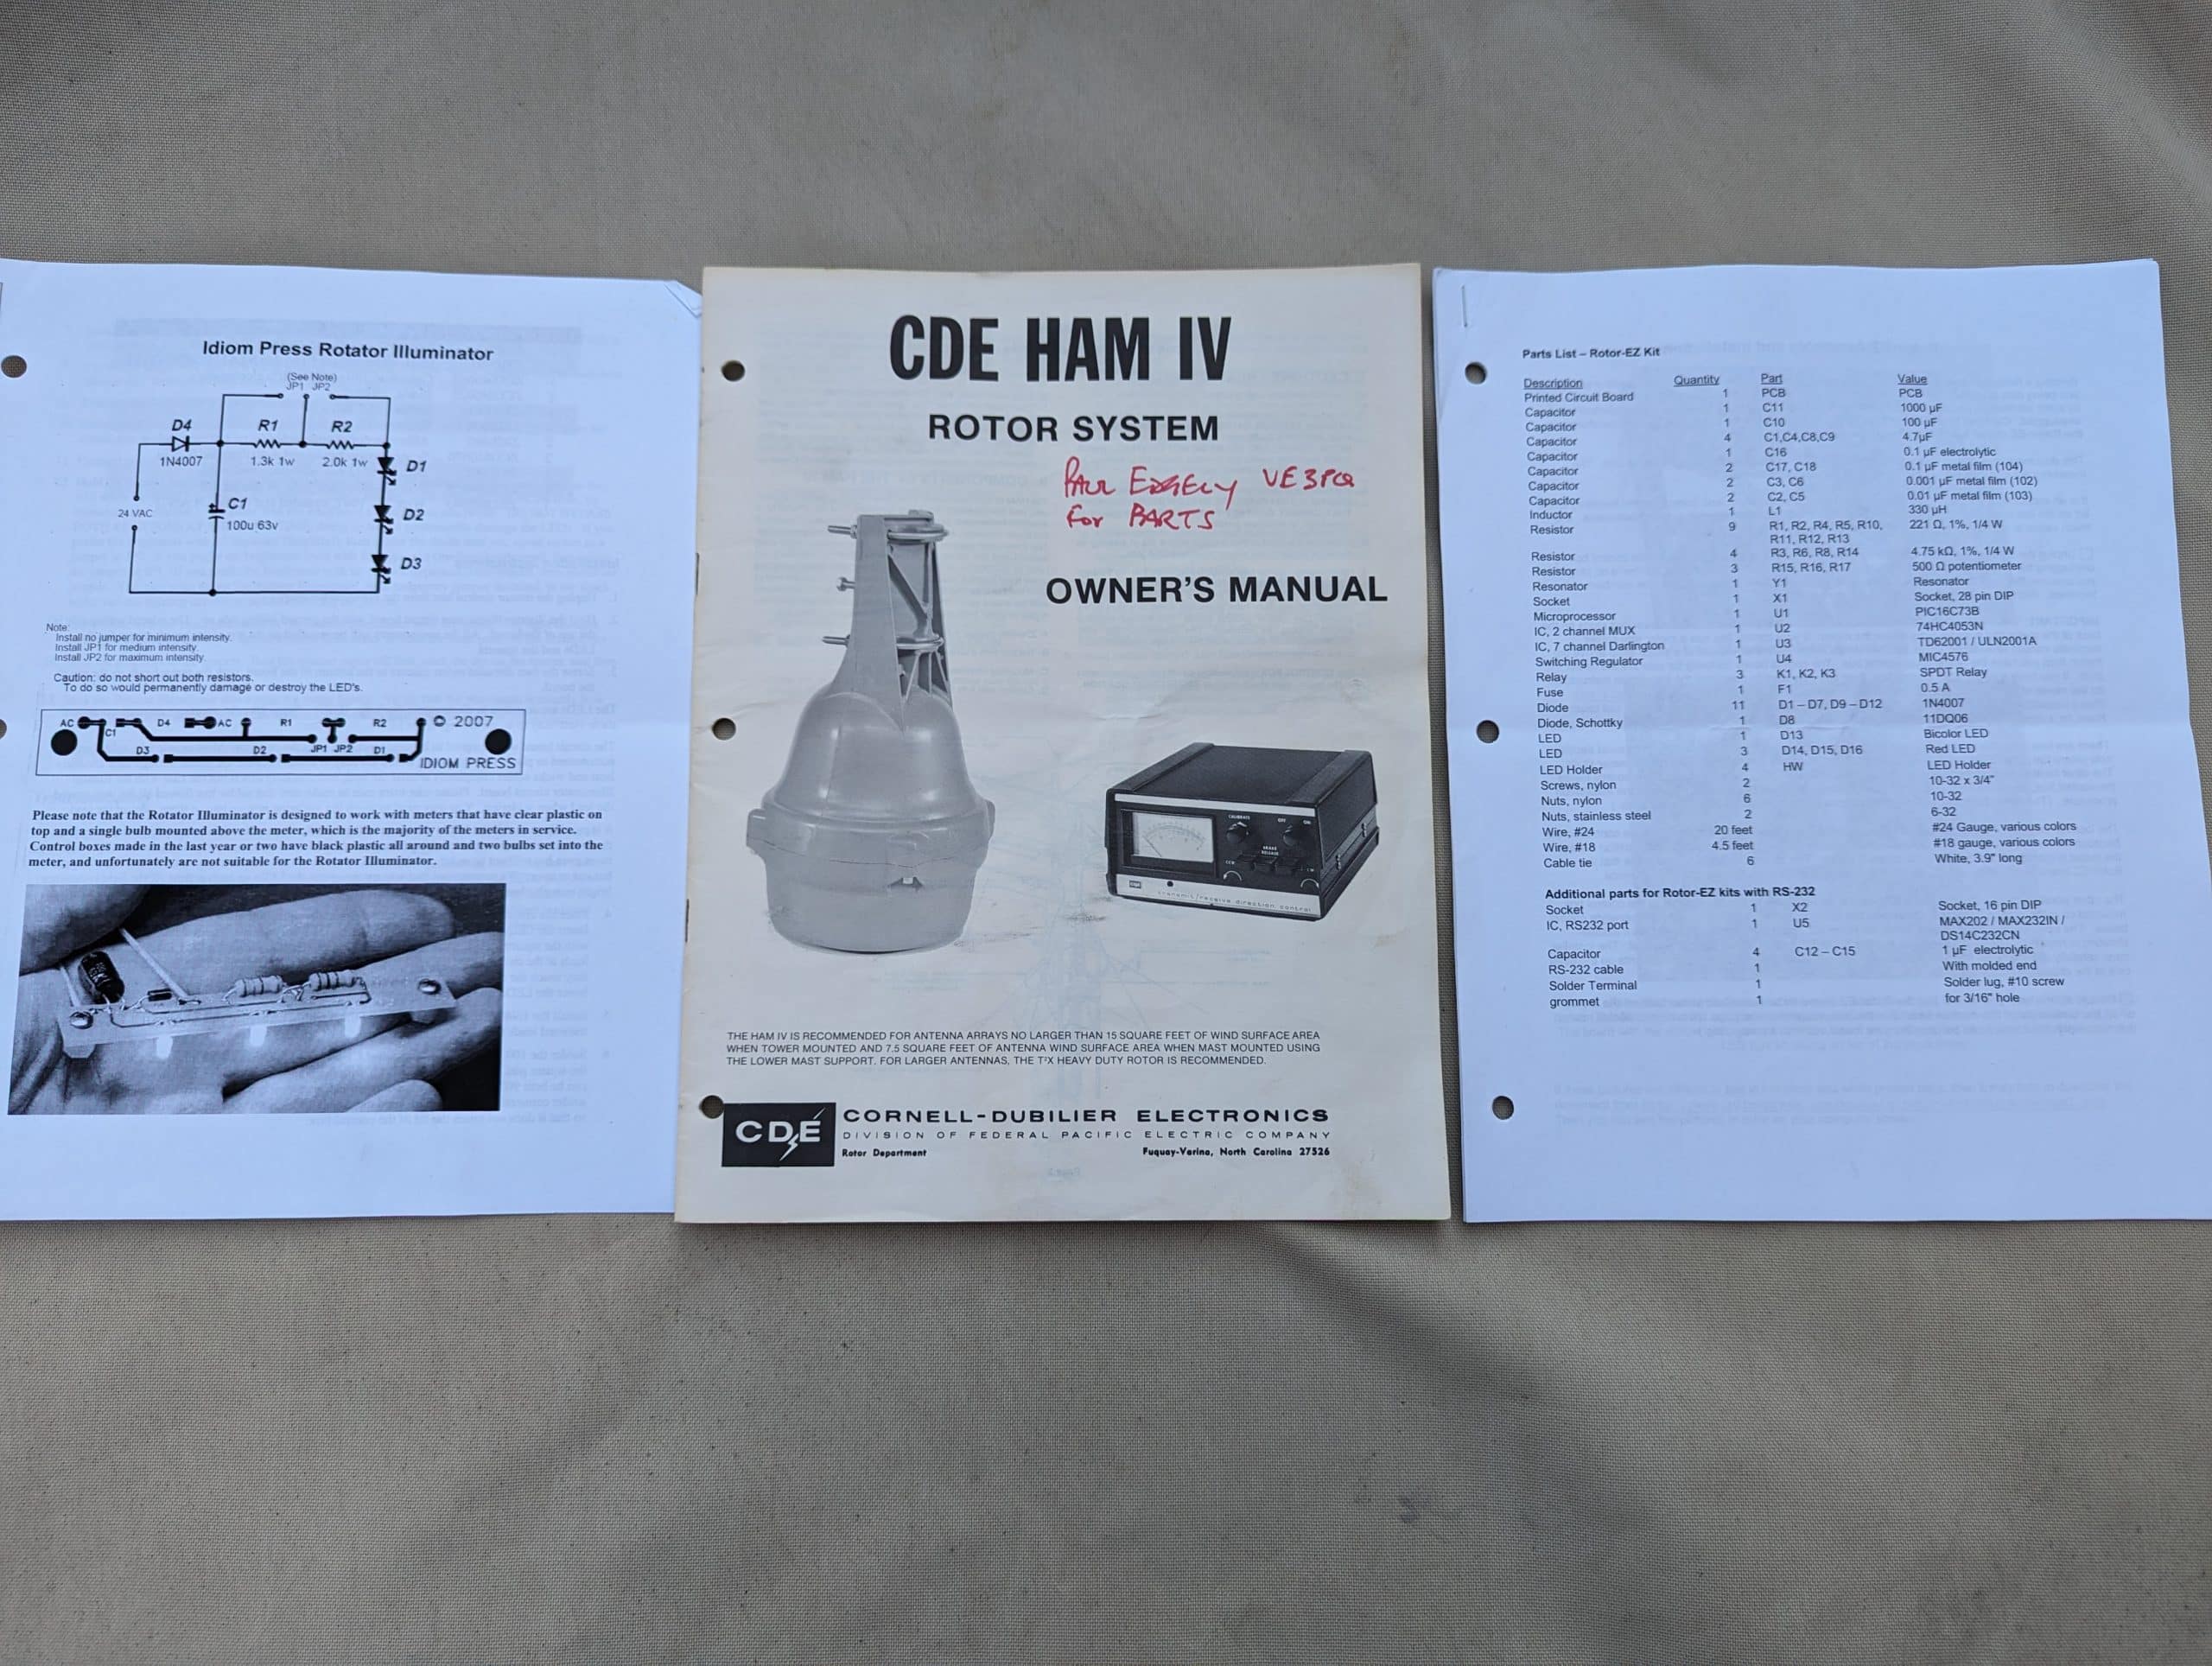 Idiom Press Rotator Illuminator
(See Note)
JP1 JP2
D4
R1
R2
1N4007
1.3k 1w
2.0k 1w
D1
24 VAC
C1
100u 63v
D2
D3
Note:
Install no jumper for minimum intensity.
Install JP1 for medium intensity.
Install JP2 for maximum intensity.
Caution: do not short out both resistors.
To do so would permanently damage or destroy the LED's.
AC D4 AC R1 R2 © 2007
C1
D3 D2 JP1 JP2 D1
IDIOM PRESS
Please note that the Rotator Illuminator is designed to work with meters that have clear plastic on
top and a single bulb mounted above the meter, which is the majority of the meters in service.
Control boxes made in the last year or two have black plastic all around and two bulbs set into the
meter, and unfortunately are not suitable for the Rotator Illuminator.
CDE HAM IV
ROTOR SYSTEM
PAUL VE3PCQ
FOR PARTS
OWNER'S MANUAL
CALIBRATE
OFF
ON
BRAKE
RELEASE
CCW
CW
transmit/receive direction control
THE HAM IV IS RECOMMENDED FOR ANTENNA ARRAYS NO LARGER THAN 15 SQUARE FEET OF WIND SURFACE AREA
WHEN TOWER MOUNTED AND 7.5 SQUARE FEET OF ANTENNA WIND SURFACE AREA WHEN MAST MOUNTED USING
THE LOWER MAST SUPPORT. FOR LARGER ANTENNAS, THE T²X HEAVY DUTY ROTOR IS RECOMMENDED.
CDE
CORNELL-DUBILIER ELECTRONICS
DIVISION OF FEDERAL PACIFIC ELECTRIC COMPANY
Rotor Department Fuquay-Varina, North Carolina 27526
Parts List – Rotor-EZ Kit
Description Quantity Part Value
Printed Circuit Board 1 PCB PCB
Capacitor 1 C11 1000 µF
Capacitor 1 C10 100 µF
Capacitor 4 C1,C4,C8,C9 4.7µF
Capacitor 1 C16 0.1 µF electrolytic
Capacitor 2 C17, C18 0.1 µF metal film (104)
Capacitor 2 C3, C6 0.001 µF metal film (102)
Capacitor 2 C2, C5 0.01 µF metal film (103)
Inductor 1 L1 330 µH
Resistor 9 R1, R2, R4, R5, R10, 221 Ω, 1%, 1/4 W
R11, R12, R13
Resistor 4 R3, R6, R8, R14 4.75 kΩ, 1%, 1/4 W
Resistor 3 R15, R16, R17 500 Ω potentiometer
Resonator 1 Y1 Resonator
Socket 1 X1 Socket, 28 pin DIP
Microprocessor 1 U1 PIC16C73B
IC, 2 channel MUX 1 U2 74HC4053N
IC, 7 channel Darlington 1 U3 TD62001 / ULN2001A
Switching Regulator 1 U4 MIC4576
Relay 3 K1, K2, K3 SPDT Relay
Fuse 1 F1 0.5 A
Diode 11 D1 – D7, D9 – D12 1N4007
Diode, Schottky 1 D8 11DQ06
LED 1 D13 Bicolor LED
LED 3 D14, D15, D16 Red LED
LED Holder 4 HW LED Holder
Screws, nylon 2 10-32 x 3/4"
Nuts, nylon 6 10-32
Nuts, stainless steel 2 6-32
Wire, #24 20 feet #24 Gauge, various colors
Wire, #18 4.5 feet #18 gauge, various colors
Cable tie 6 White, 3.9" long
Additional parts for Rotor-EZ kits with RS-232
Socket 1 X2 Socket, 16 pin DIP
IC, RS232 port 1 U5 MAX202 / MAX232IN /
DS14C232CN
Capacitor 4 C12 – C15 1 µF electrolytic
RS-232 cable 1 With molded end
Solder Terminal 1 Solder lug, #10 screw
grommet 1 for 3/16" hole